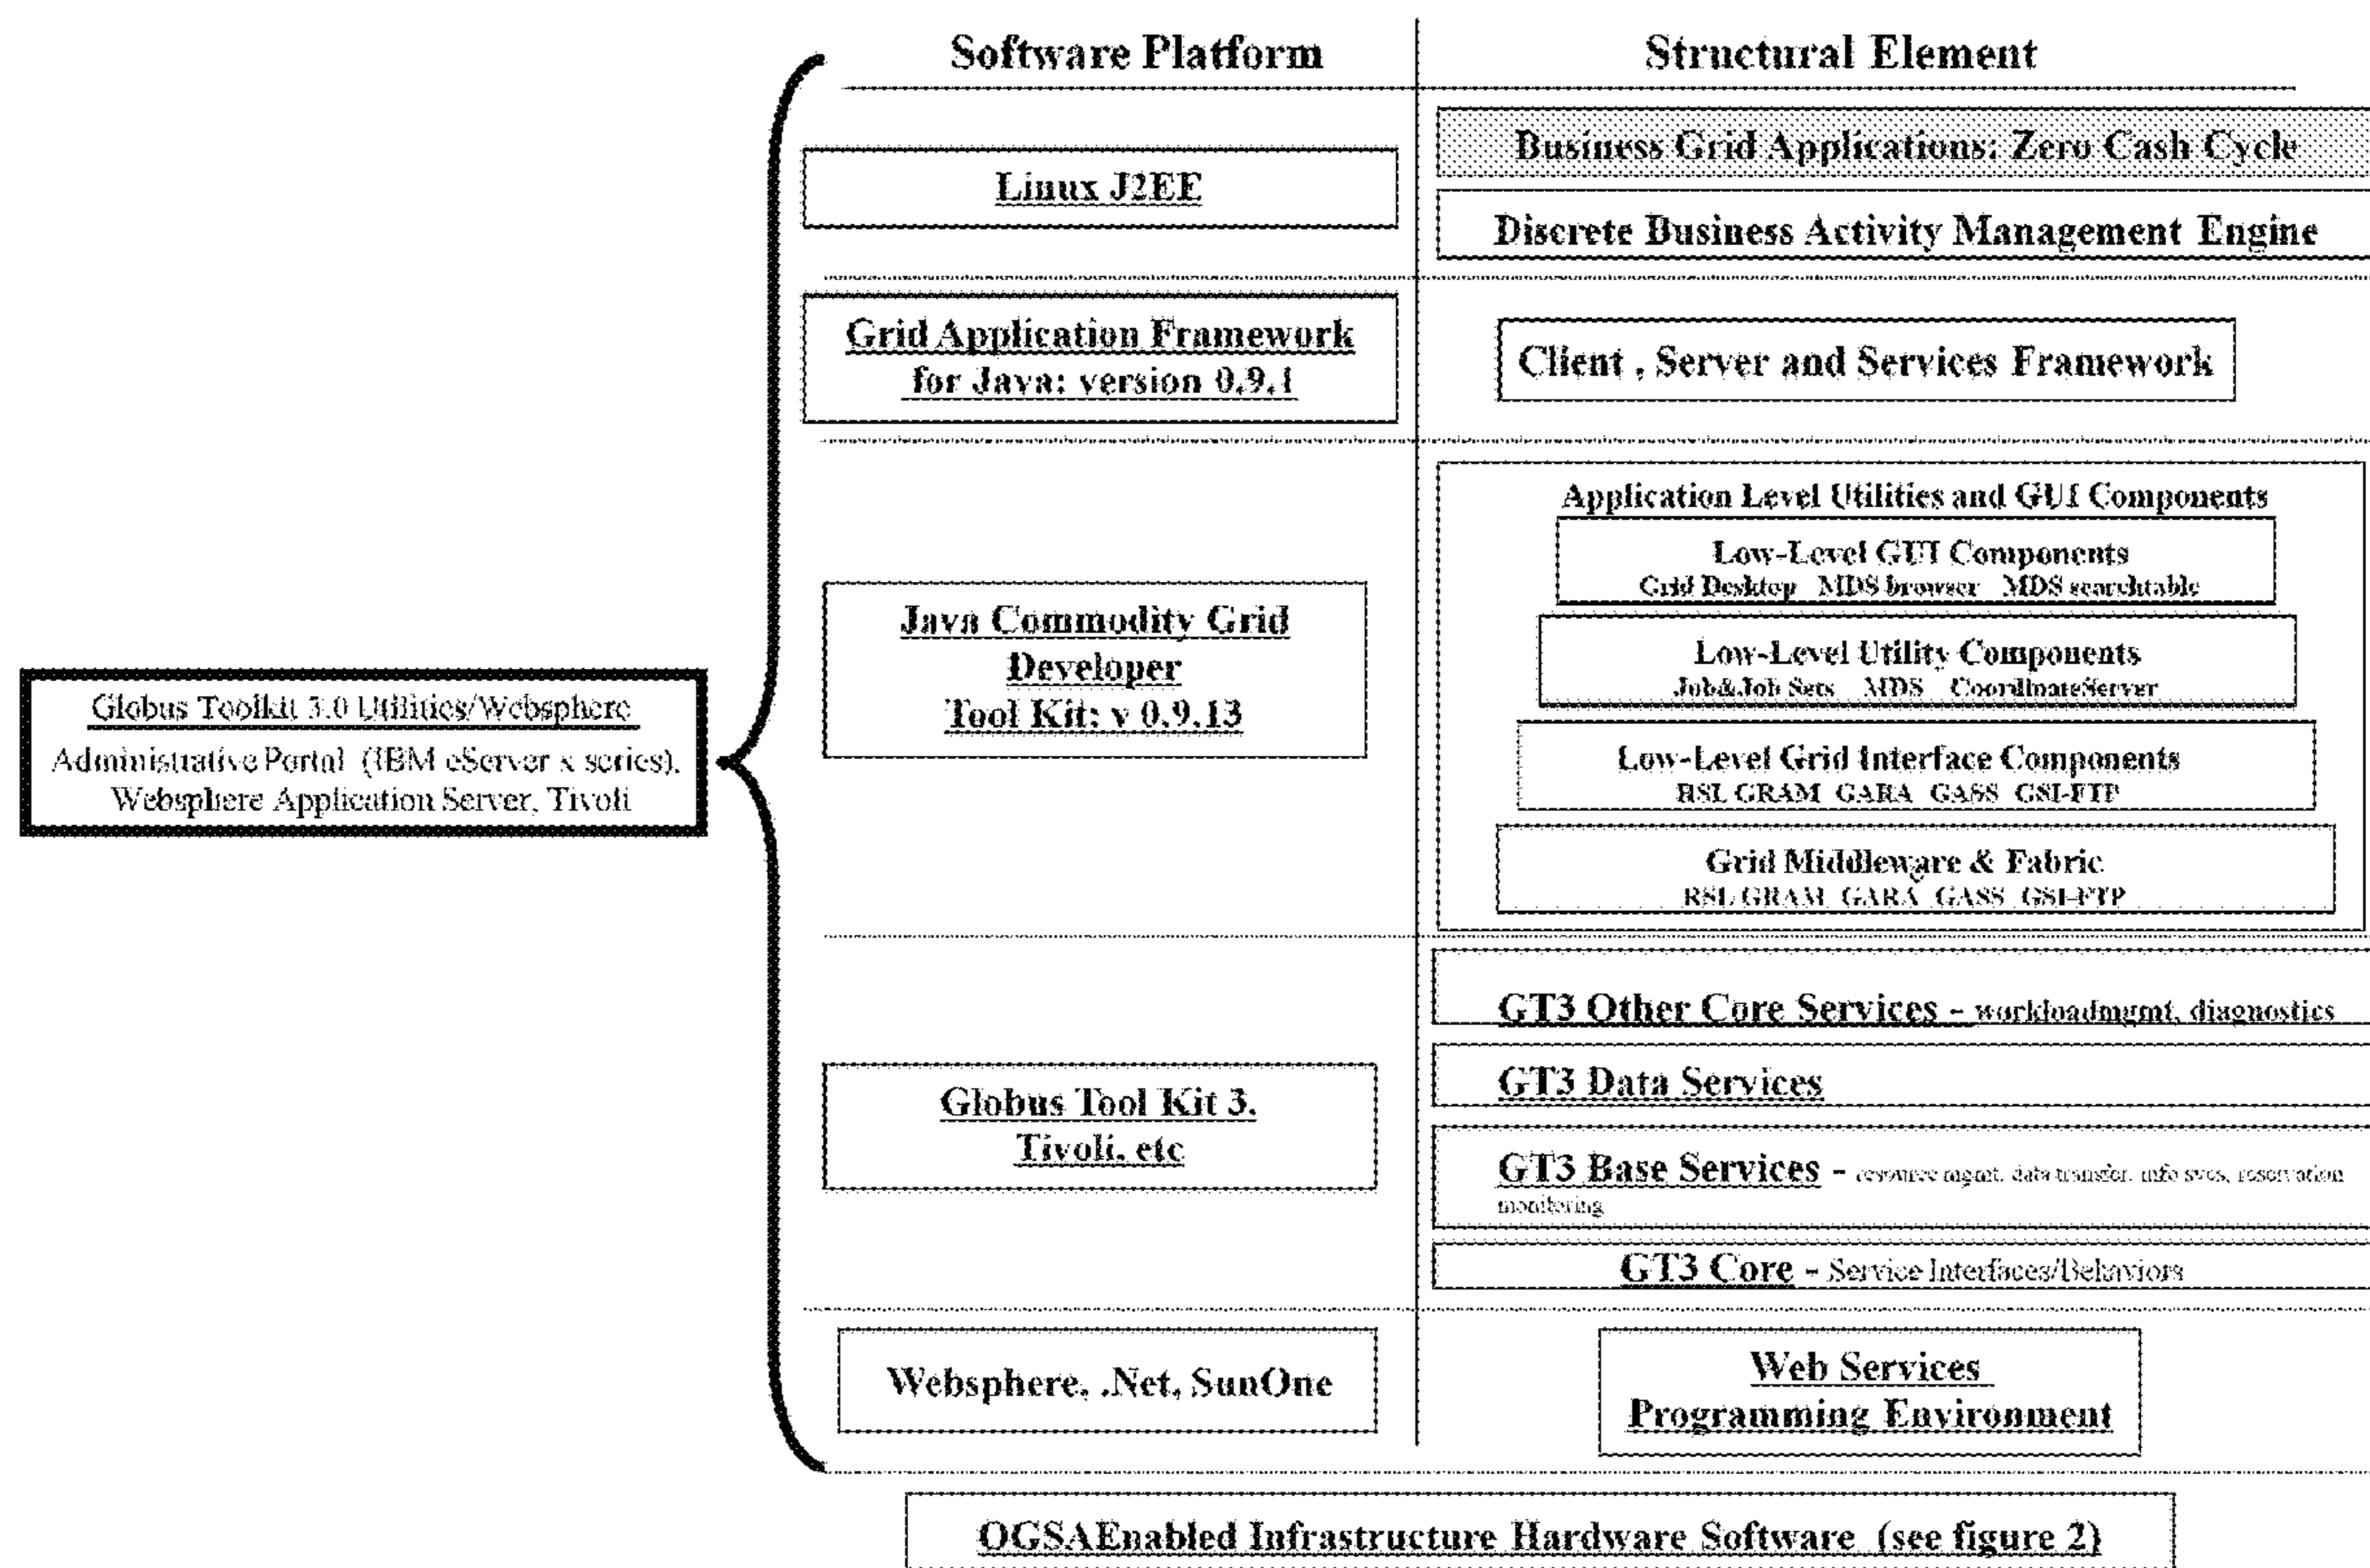 Software Platform
Structural Element
Linux J2EE
Business Grid Applications: Zero Cash Cycle
Discrete Business Activity Management Engine
Grid Application Framework
for Java: version 0.9.1
Client , Server and Services Framework
Java Commodity Grid
Developer
Tool Kit: v 0.9.13
Application Level Utilities and GUI Components
Low-Level GUI Components
Grid Desktop MDS browser MDS searchtable
Low-Level Utility Components
Job&Job Sets MDS CoordinateServer
Low-Level Grid Interface Components
RSL GRAM GARA GASS GSI-FTP
Grid Middleware & Fabric
RSL GRAM GARA GASS GSI-FTP
Globus Toolkit 3.0 Utilities/Websphere
Administrative Portal (IBM eServer x series),
Websphere Application Server, Tivoli
Globus Tool Kit 3,
Tivoli, etc
GT3 Other Core Services - workloadmgmt, diagnostics
GT3 Data Services
GT3 Base Services - resource mgmt, data transfer, info svcs, reservation
monitoring
GT3 Core - Service Interfaces/Behaviors
Websphere, .Net, SunOne
Web Services
Programming Environment
OGSAEnabled Infrastructure Hardware Software (see figure 2)